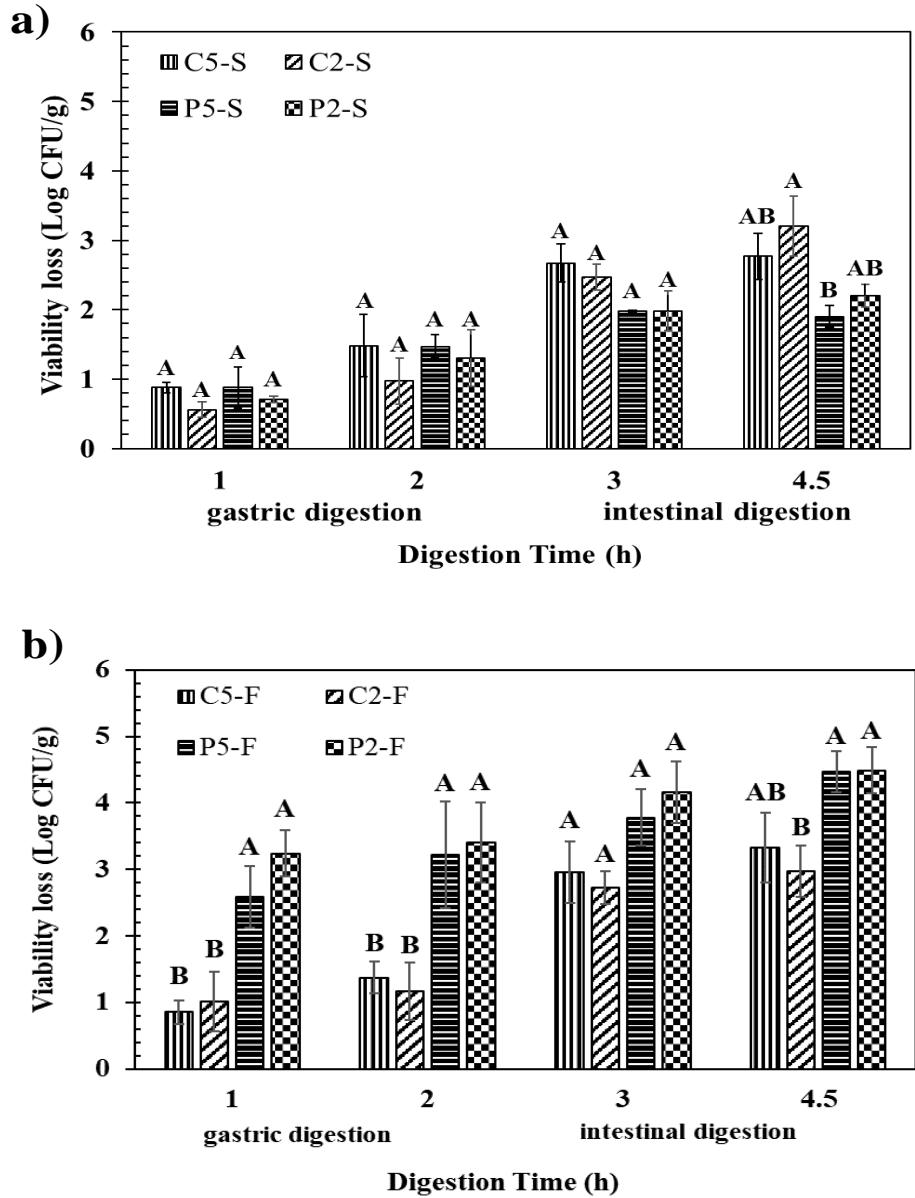 a)
Viability loss (Log CFU/g)
6
5
4
3
2
1
0
C5-S C2-S
P5-S P2-S
A A A A
A A A A
A A A A
AB A B AB
1 2 3 4.5
gastric digestion intestinal digestion
Digestion Time (h)
b)
Viability loss (Log CFU/g)
6
5
4
3
2
1
0
C5-F C2-F
P5-F P2-F
B B A A
B B A A
A A A A
AB B A A
1 2 3 4.5
gastric digestion intestinal digestion
Digestion Time (h)